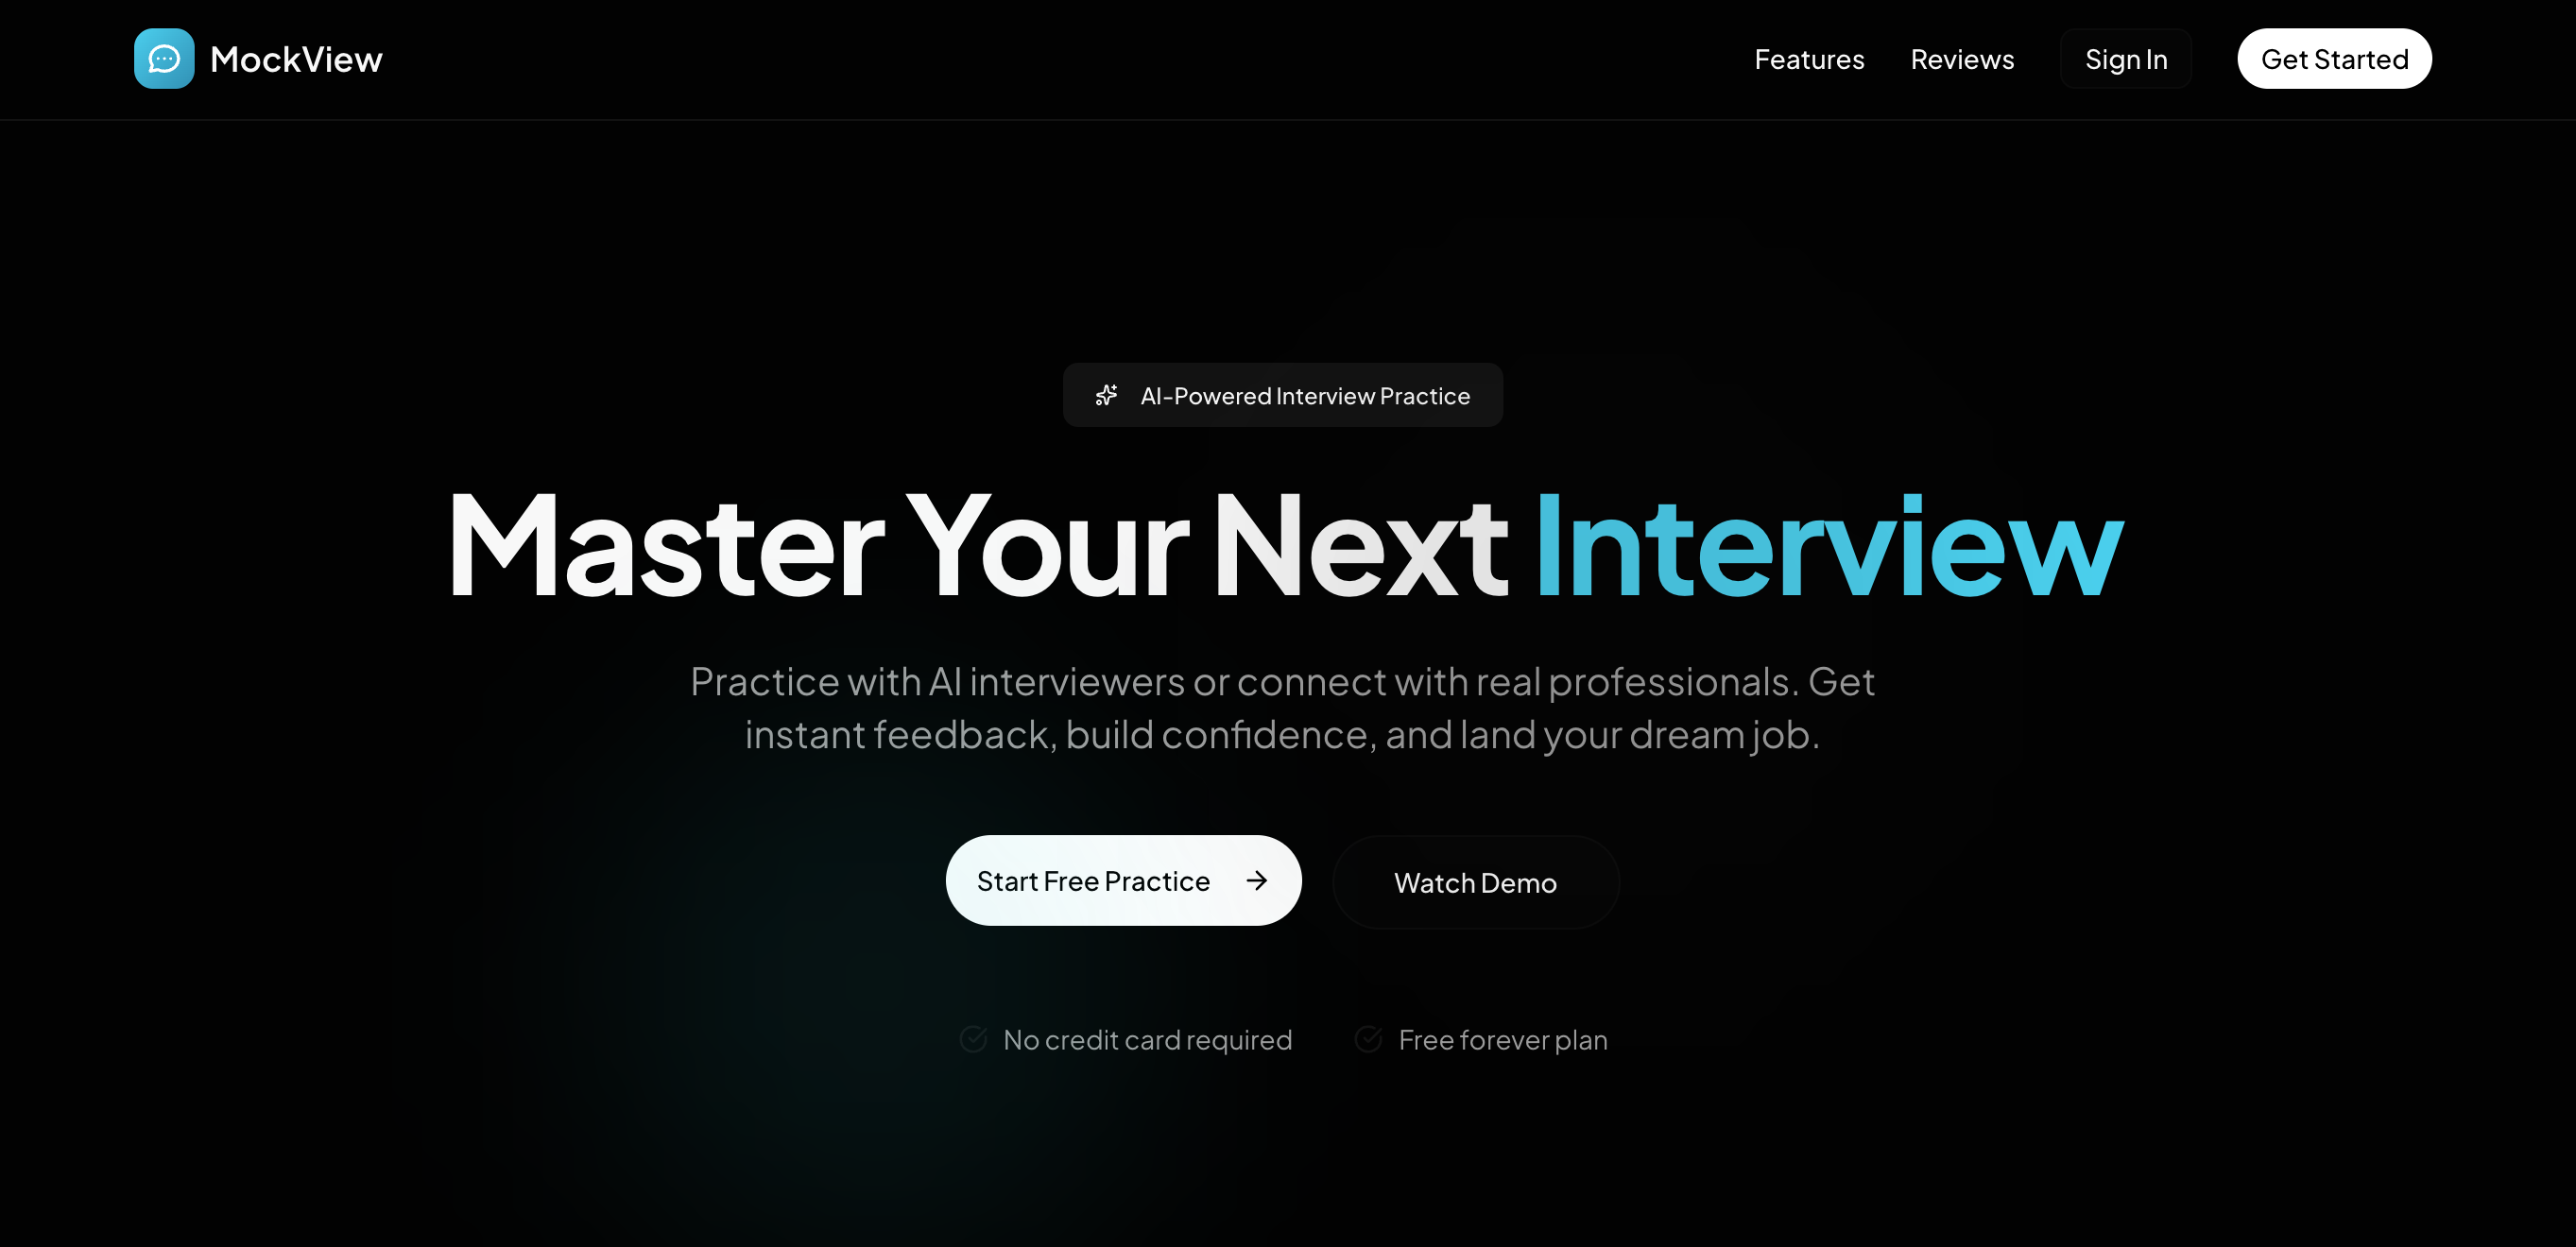 MockView
Features
Reviews
Sign In
Get Started
AI-Powered Interview Practice
Master Your Next Interview
Practice with AI interviewers or connect with real professionals. Get
instant feedback, build confidence, and land your dream job.
Start Free Practice
Watch Demo
No credit card required
Free forever plan